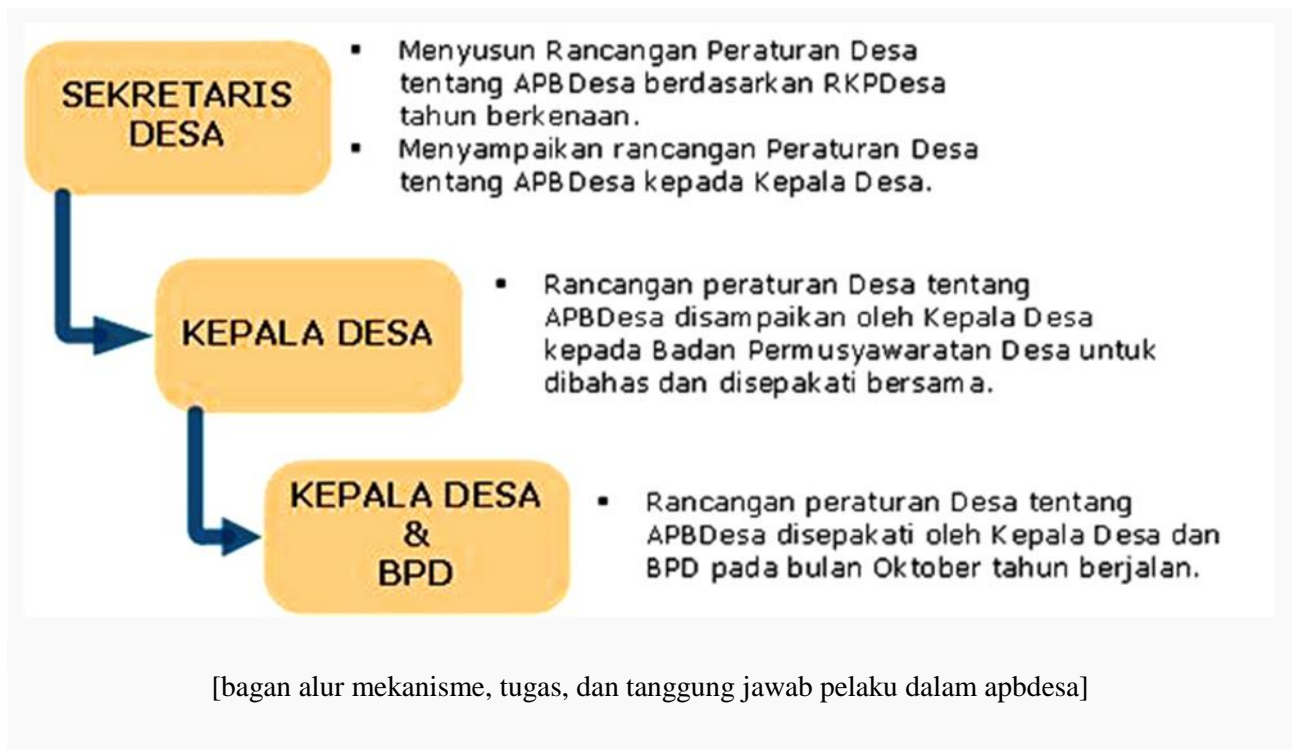 SEKRETARIS
DESA
▪ Menyusun Rancangan Peraturan Desa
tentang APBDesa berdasarkan RKPDesa
tahun berkenaan.
▪ Menyampaikan rancangan Peraturan Desa
tentang APBDesa kepada Kepala Desa.
KEPALA DESA
▪ Rancangan peraturan Desa tentang
APBDesa disampaikan oleh Kepala Desa
kepada Badan Permusyawaratan Desa untuk
dibahas dan disepakati bersama.
KEPALA DESA
&
BPD
▪ Rancangan peraturan Desa tentang
APBDesa disepakati oleh Kepala Desa dan
BPD pada bulan Oktober tahun berjalan.
[bagan alur mekanisme, tugas, dan tanggung jawab pelaku dalam apbdesa]